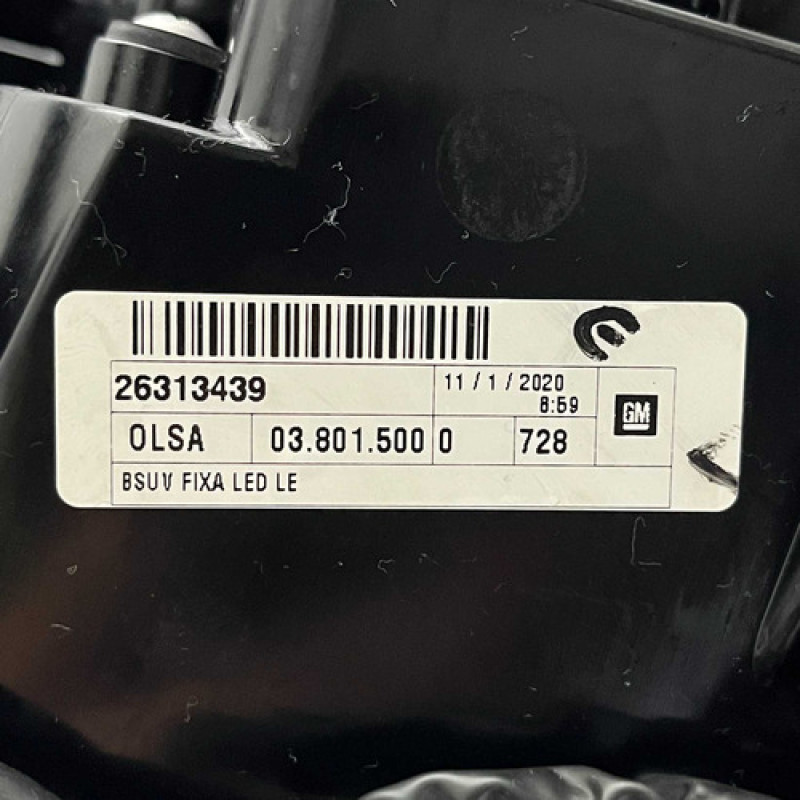 26313439
11 / 1 / 2020
8:59
GM
OLSA 03.801.500 0 728
BSUV FIXA LED LE